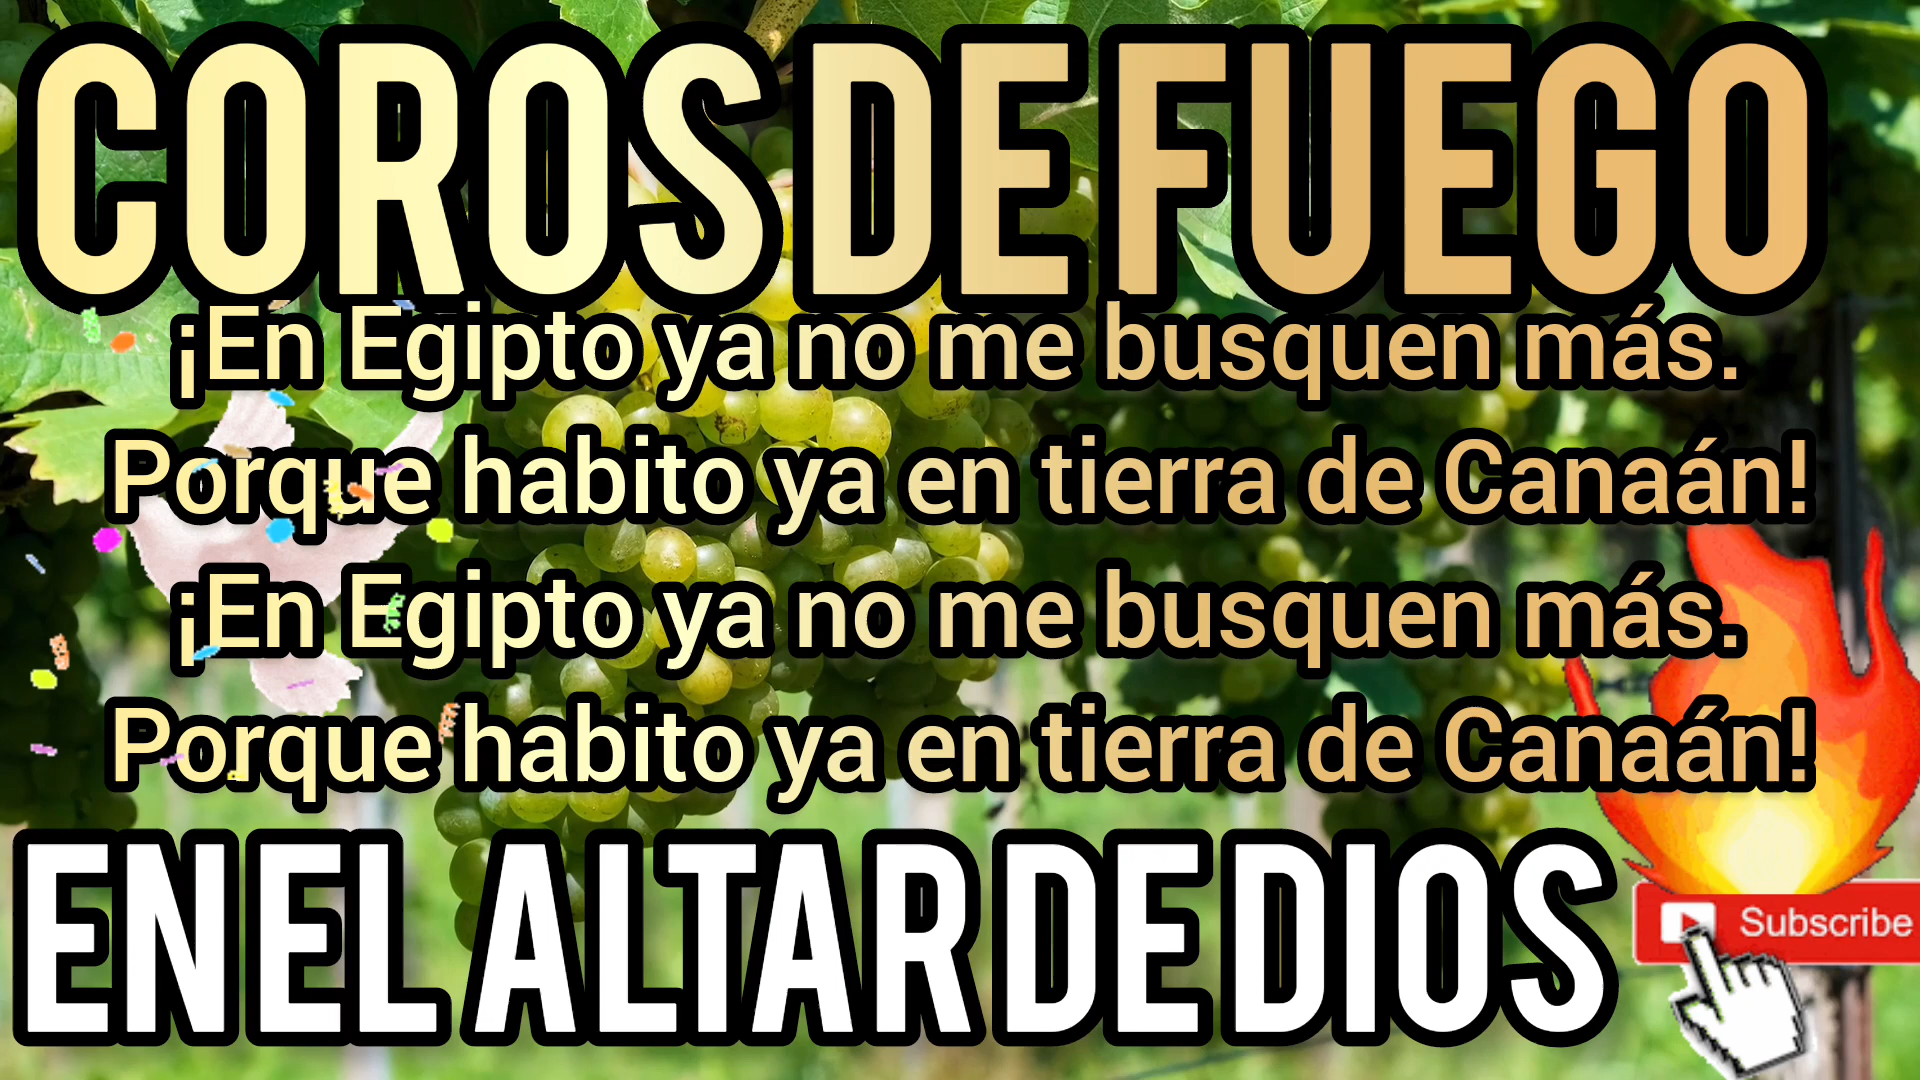 COROS DE FUEGO
¡En Egipto ya no me busquen más.
Porque habito ya en tierra de Canaán!
¡En Egipto ya no me busquen más.
Porque habito ya en tierra de Canaán!
EN EL ALTAR DE DIOS
Subscribe